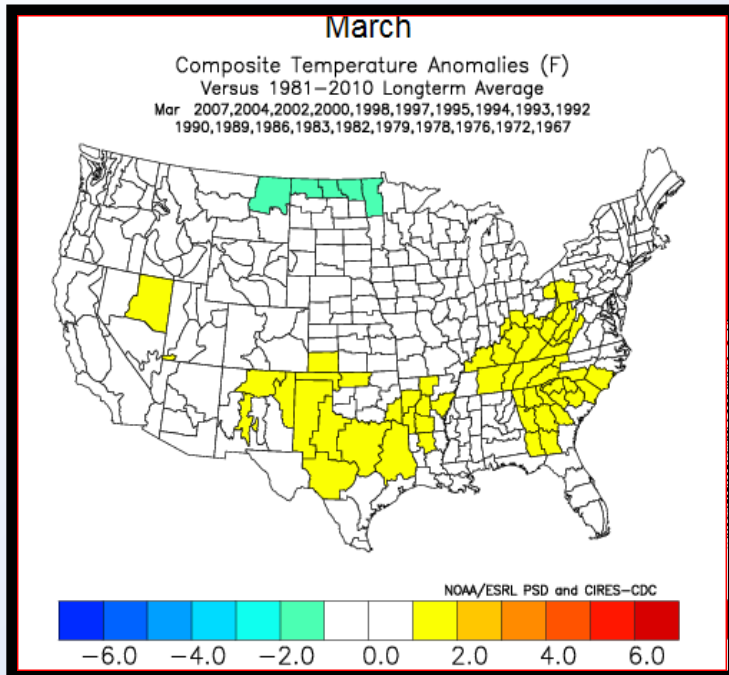 March
Composite Temperature Anomalies (F)
Versus 1981−2010 Longterm Average
Mar 2007,2004,2002,2000,1998,1997,1995,1994,1993,1992
1990,1989,1986,1983,1982,1979,1978,1976,1972,1967
NOAA/ESRL PSD and CIRES−CDC
−6.0 −4.0 −2.0 0.0 2.0 4.0 6.0